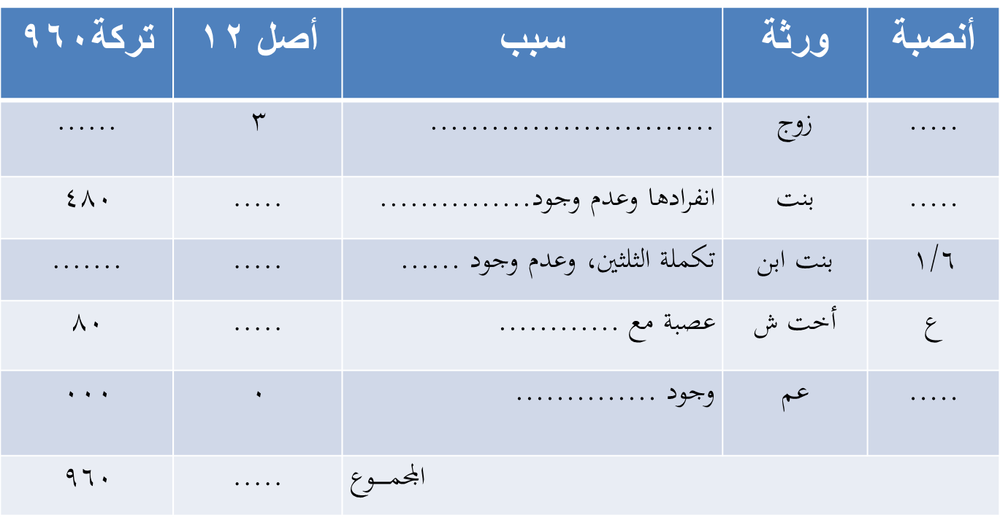 أنصبة ورثة سبب أصل ١٢ تركة٩٦٠
..... زوج ............................ ٣ ......
..... بنت انفرادها وعدم وجود............... ..... ٤٨٠
١/٦ بنت ابن تكملة الثلثين، وعدم وجود ...... ..... .......
ع أخت ش عصبة مع ............ ..... ٨٠
..... عم وجود .............. ٠ ٠٠٠
المجمـــوع ..... ٩٦٠